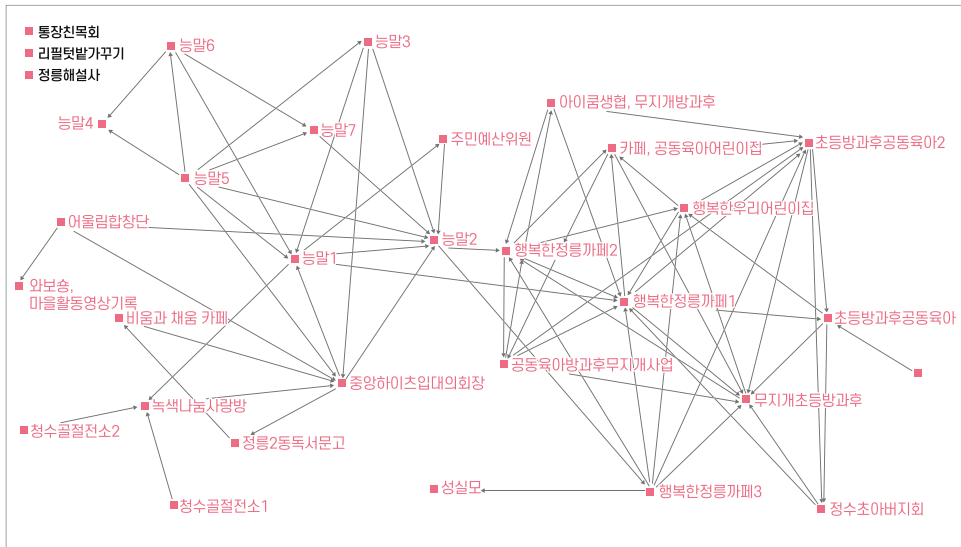 통장친목회
리필텃밭가꾸기
정릉해설사
능말6
능말3
능말4
능말7
아이쿱생협, 무지개방과후
주민예산위원
카페, 공동육아어린이집
초등방과후공동육아2
능말5
행복한우리어린이집
어울림합창단
능말2
행복한정릉까페2
능말1
와보숑,
마을활동영상기록
행복한정릉까페1
비움과 채움 카페
초등방과후공동육아
공동육아방과후무지개사업
중앙하이츠입대의회장
녹색나눔사랑방
무지개초등방과후
청수골절전소2
정릉2동독서문고
성실모
행복한정릉까페3
청수골절전소1
정수초아버지회